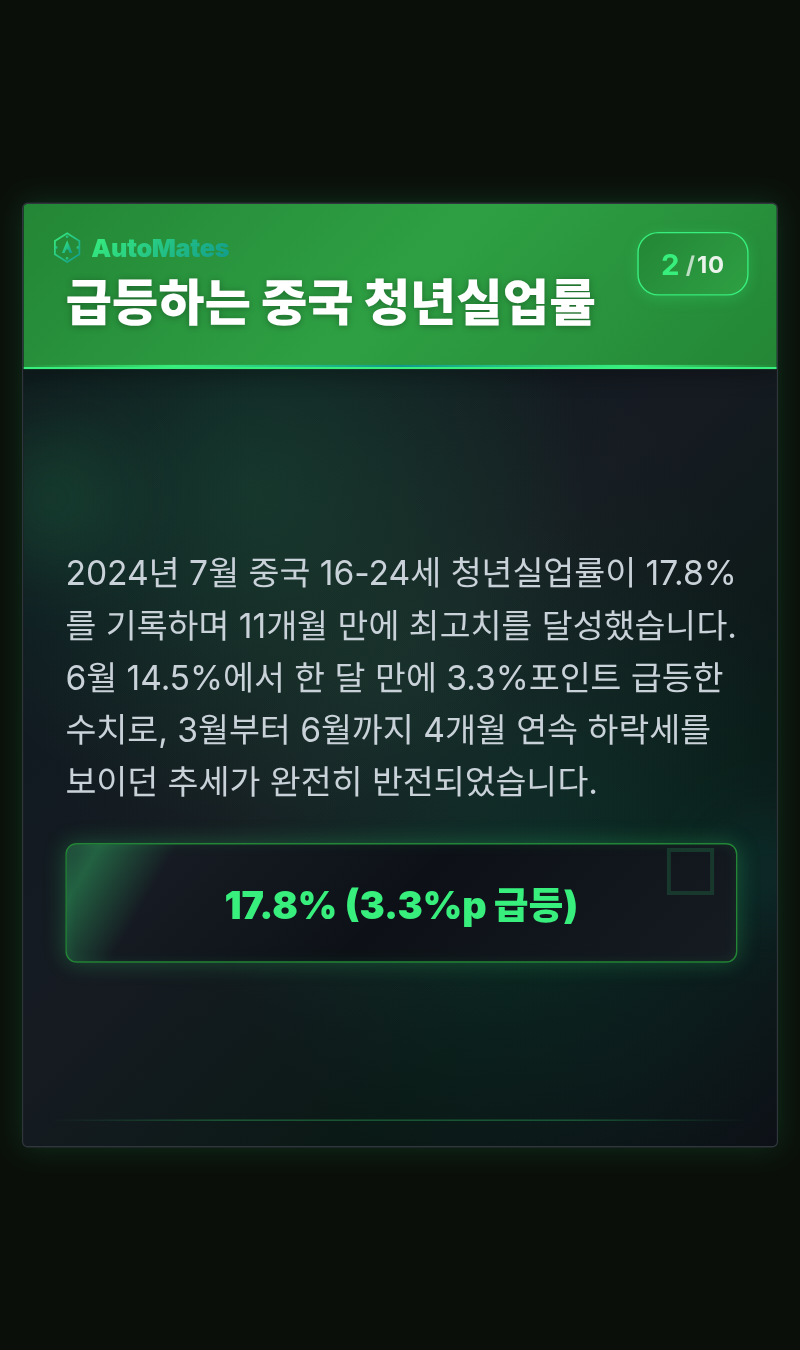 AutoMates
급등하는 중국 청년실업률
2 /10
2024년 7월 중국 16-24세 청년실업률이 17.8%
를 기록하며 11개월 만에 최고치를 달성했습니다.
6월 14.5%에서 한 달 만에 3.3%포인트 급등한
수치로, 3월부터 6월까지 4개월 연속 하락세를
보이던 추세가 완전히 반전되었습니다.
17.8% (3.3%p 급등)